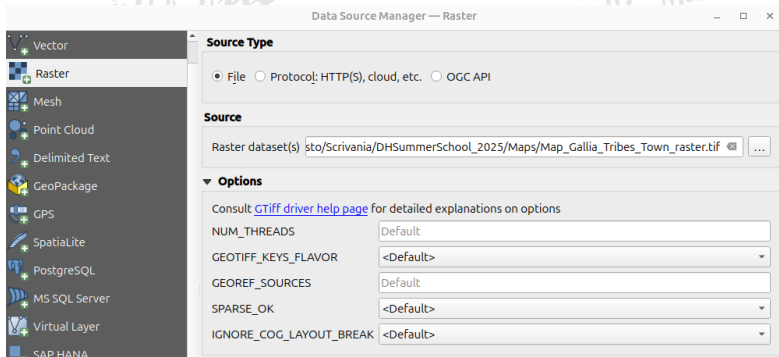 Data Source Manager — Raster
Vector
Raster
Mesh
Point Cloud
Delimited Text
GeoPackage
GPS
SpatiaLite
PostgreSQL
MS SQL Server
Virtual Layer
SAP HANA
Source Type
File Protocol: HTTP(S), cloud, etc. OGC API
Source
Raster dataset(s) sto/Scrivania/DHSummerSchool_2025/Maps/Map_Gallia_Tribes_Town_raster.tif ...
Options
Consult GTiff driver help page for detailed explanations on options
NUM_THREADS Default
GEOTIFF_KEYS_FLAVOR <Default>
GEOREF_SOURCES Default
SPARSE_OK <Default>
IGNORE_COG_LAYOUT_BREAK <Default>